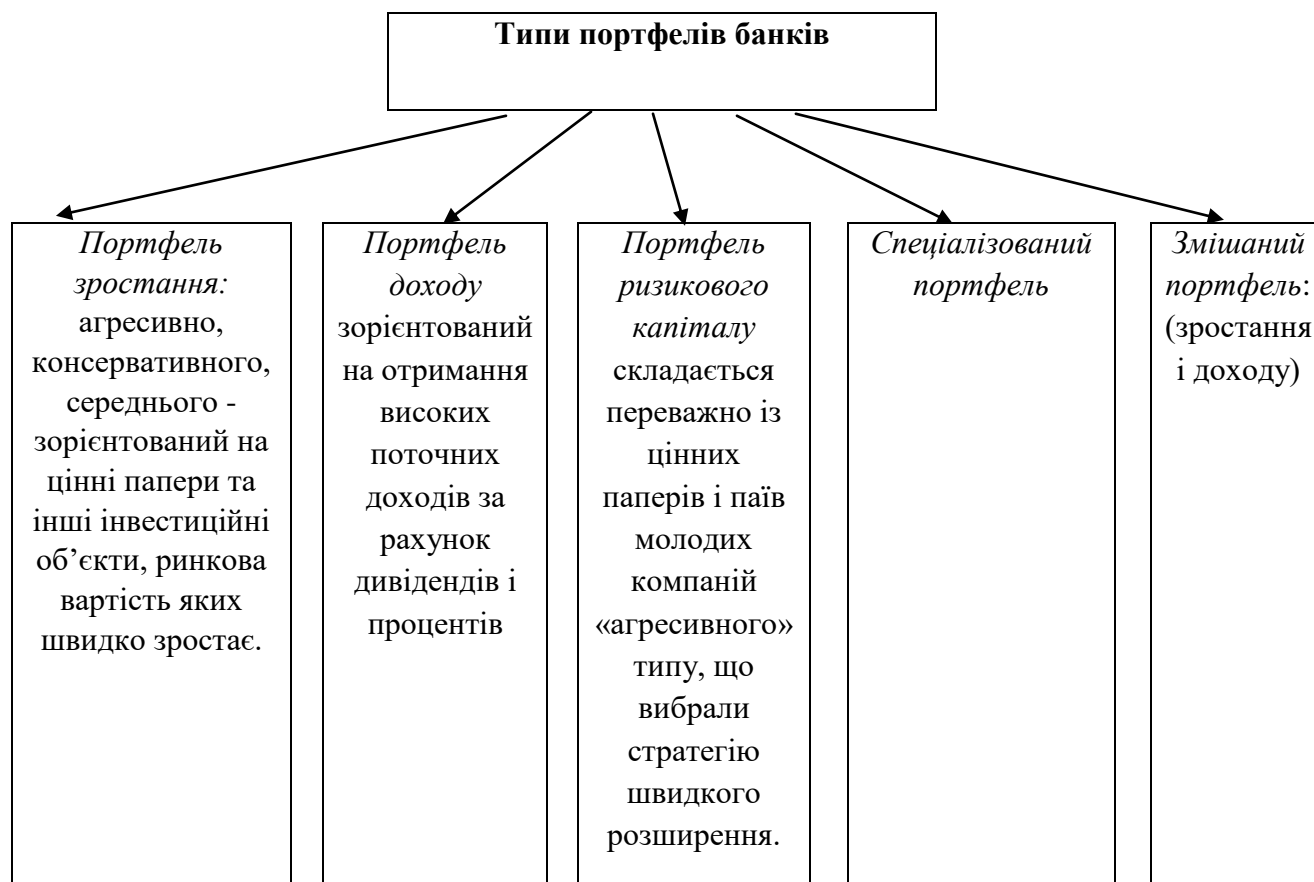 Типи портфелів банків
Портфель
зростання:
агресивно,
консервативного,
середнього -
зорієнтований на
цінні папери та
інші інвестиційні
об’єкти, ринкова
вартість яких
швидко зростає.
Портфель
доходу
зорієнтований
на отримання
високих
поточних
доходів за
рахунок
дивідендів і
процентів
Портфель
ризикового
капіталу
складається
переважно із
цінних
паперів і паїв
молодих
компаній
«агресивного»
типу, що
вибрали
стратегію
швидкого
розширення.
Спеціалізований
портфель
Змішаний
портфель:
(зростання
і доходу)